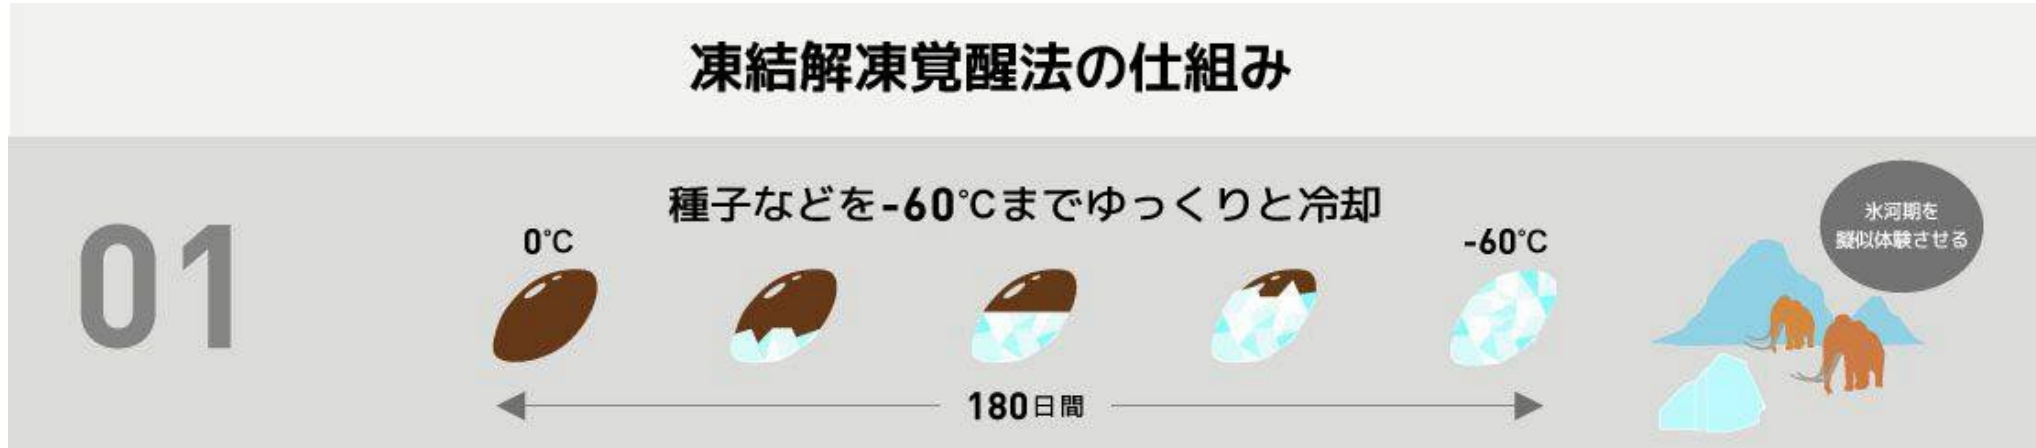 凍結解凍覚醒法の仕組み
01
種子などを-60℃までゆっくりと冷却
0℃
-60℃
氷河期を
擬似体験させる
180日間